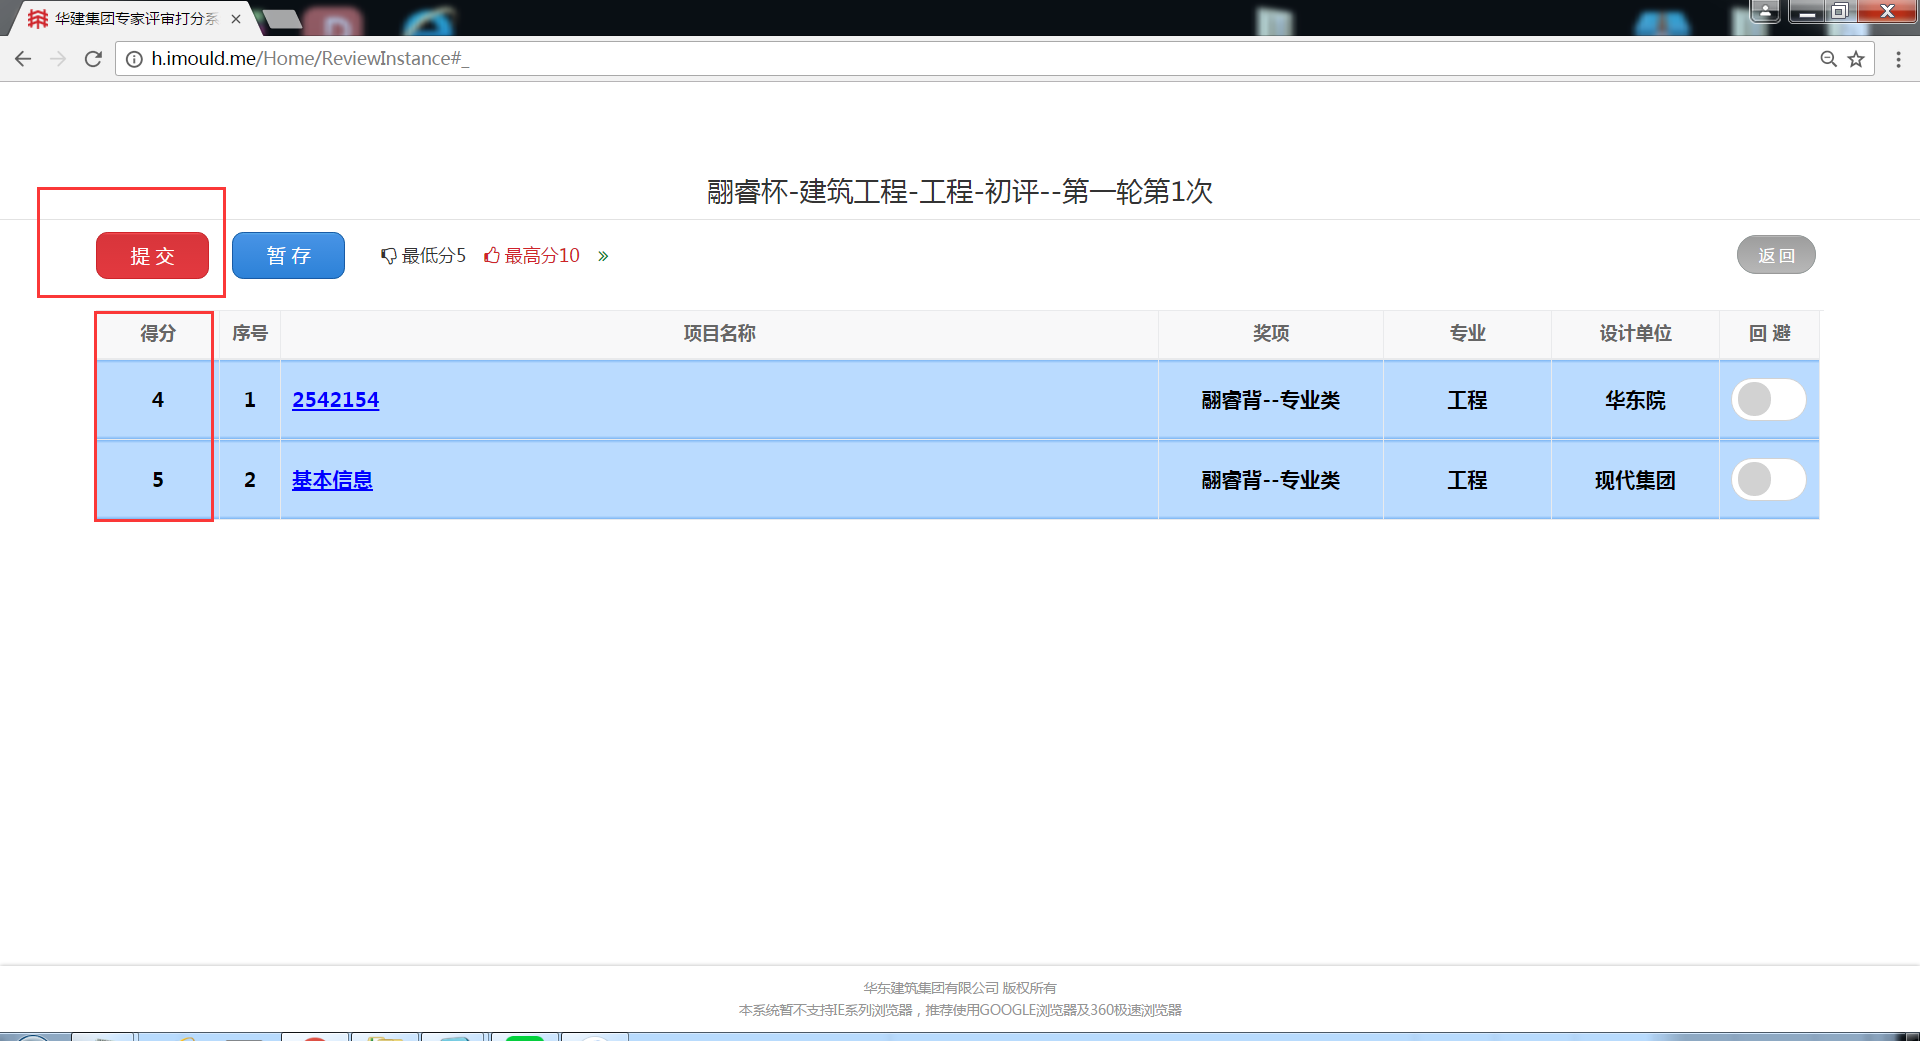 华建集团专家评审打分系
h.imould.me/Home/ReviewInstance#_
翮睿杯-建筑工程-工程-初评--第一轮第1次
提 交 暂 存 最低分5 最高分10 » 返 回
得分 序号 项目名称 奖项 专业 设计单位 回 避
4 1 2542154 翮睿背--专业类 工程 华东院
5 2 基本信息 翮睿背--专业类 工程 现代集团
华东建筑集团有限公司 版权所有
本系统暂不支持IE系列浏览器，推荐使用GOOGLE浏览器及360极速浏览器